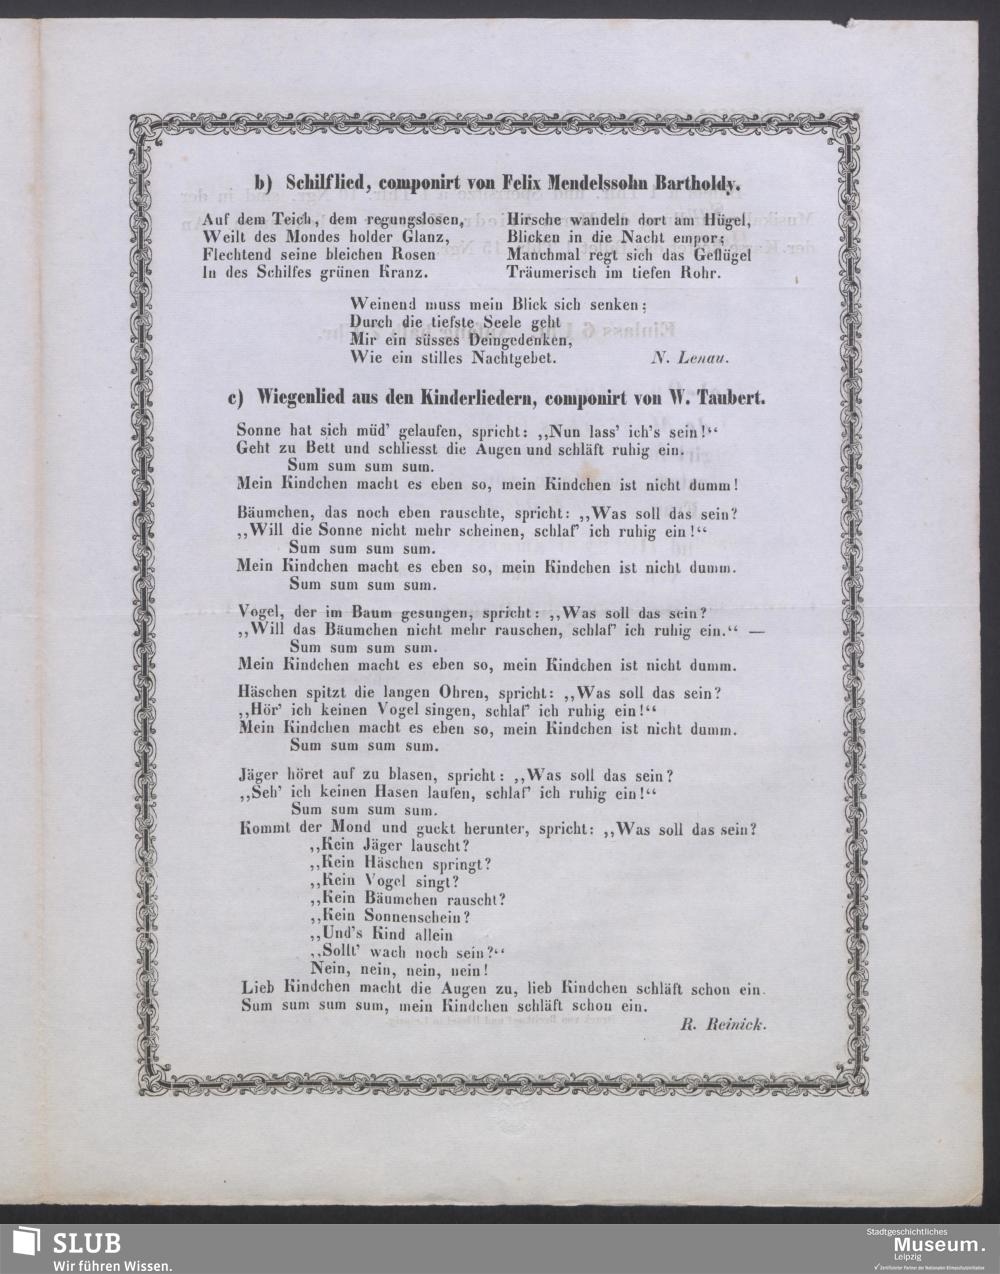 b) Schilflied, componirt von Felix Mendelssohn Bartholdy.
Auf dem Teich, dem regungslosen,
Weilt des Mondes holder Glanz,
Flechtend seine bleichen Rosen
In des Schilfes grünen Kranz.
Hirsche wandeln dort am Hügel,
Blicken in die Nacht empor;
Manchmal regt sich das Geflügel
Träumerisch im tiefen Rohr.
Weinend muss mein Blick sich senken;
Durch die tiefste Seele geht
Mir ein süsses Deingedenken,
Wie ein stilles Nachtgebet. N. Lenau.
c) Wiegenlied aus den Kinderliedern, componirt von W. Taubert.
Sonne hat sich müd' gelaufen, spricht: ,,Nun lass' ich's sein!“
Geht zu Bett und schliesst die Augen und schläft ruhig ein.
Sum sum sum sum.
Mein Kindchen macht es eben so, mein Kindchen ist nicht dumm!
Bäumchen, das noch eben rauschte, spricht: ,,Was soll das sein?
,,Will die Sonne nicht mehr scheinen, schlaf' ich ruhig ein!“
Sum sum sum sum.
Mein Kindchen macht es eben so, mein Kindchen ist nicht dumm.
Sum sum sum sum.
Vogel, der im Baum gesungen, spricht: ,,Was soll das sein?
,,Will das Bäumchen nicht mehr rauschen, schlaf' ich ruhig ein.“ —
Sum sum sum sum.
Mein Kindchen macht es eben so, mein Kindchen ist nicht dumm.
Häschen spitzt die langen Ohren, spricht: ,,Was soll das sein?
,,Hör' ich keinen Vogel singen, schlaf' ich ruhig ein!“
Mein Kindchen macht es eben so, mein Kindchen ist nicht dumm.
Sum sum sum sum.
Jäger höret auf zu blasen, spricht: ,,Was soll das sein?
,,Seh' ich keinen Hasen laufen, schlaf' ich ruhig ein!“
Sum sum sum sum.
Kommt der Mond und guckt herunter, spricht: ,,Was soll das sein?
,,Kein Jäger lauscht?
,,Kein Häschen springt?
,,Kein Vogel singt?
,,Kein Bäumchen rauscht?
,,Kein Sonnenschein?
,,Und's Kind allein
,,Sollt' wach noch sein?“
Nein, nein, nein, nein!
Lieb Kindchen macht die Augen zu, lieb Kindchen schläft schon ein.
Sum sum sum sum, mein Kindchen schläft schon ein.
R. Reinick.
SLUB
Wir führen Wissen.
Stadtgeschichtliches
Museum.
Leipzig
Zertifizierter Partner der Nationalen Klimaschutzinitiative